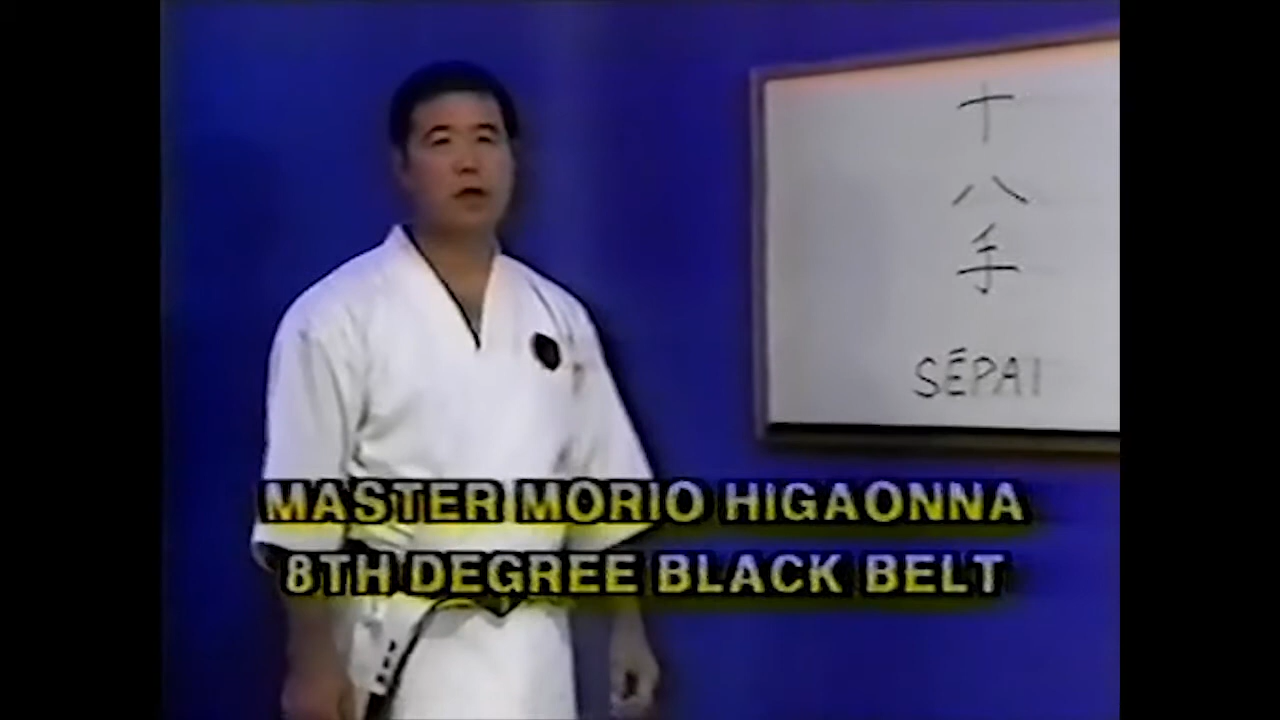 十
八
手
SĒPAI
MASTER MORIO HIGAONNA
8TH DEGREE BLACK BELT